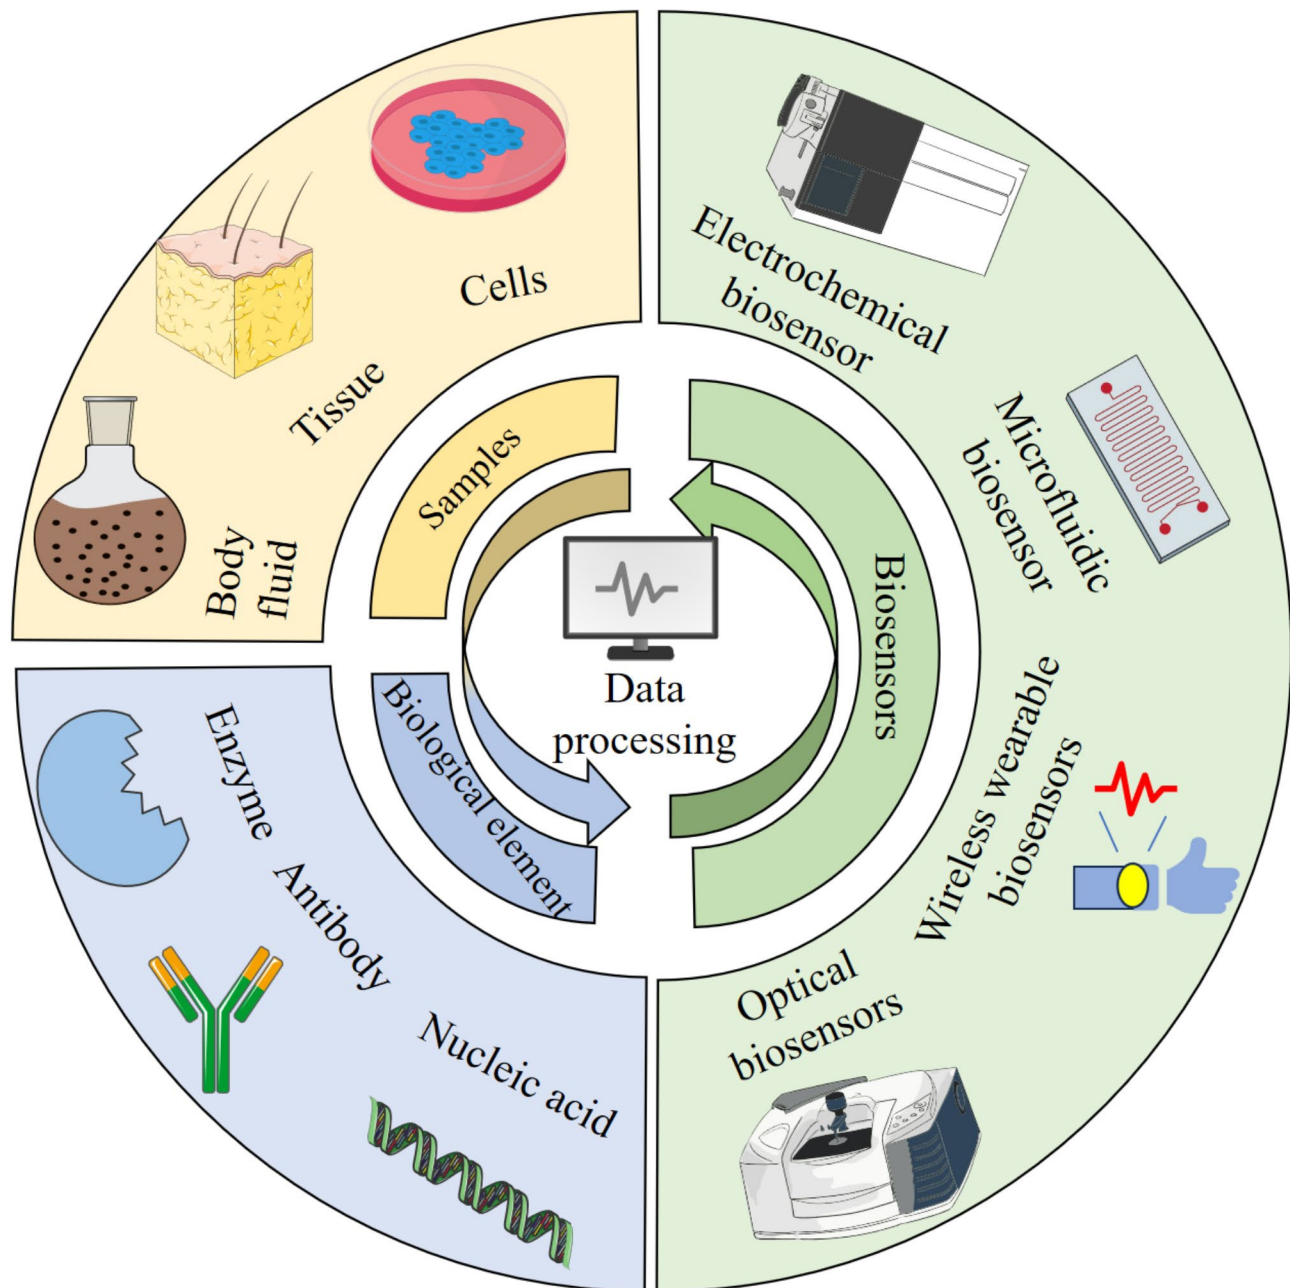 Cells
Tissue
Body
fluid
Samples
Electrochemical
biosensor
Microfluidic
biosensor
Wireless wearable
biosensors
Optical
biosensors
Biosensors
Data
processing
Biological element
Enzyme
Antibody
Nucleic acid